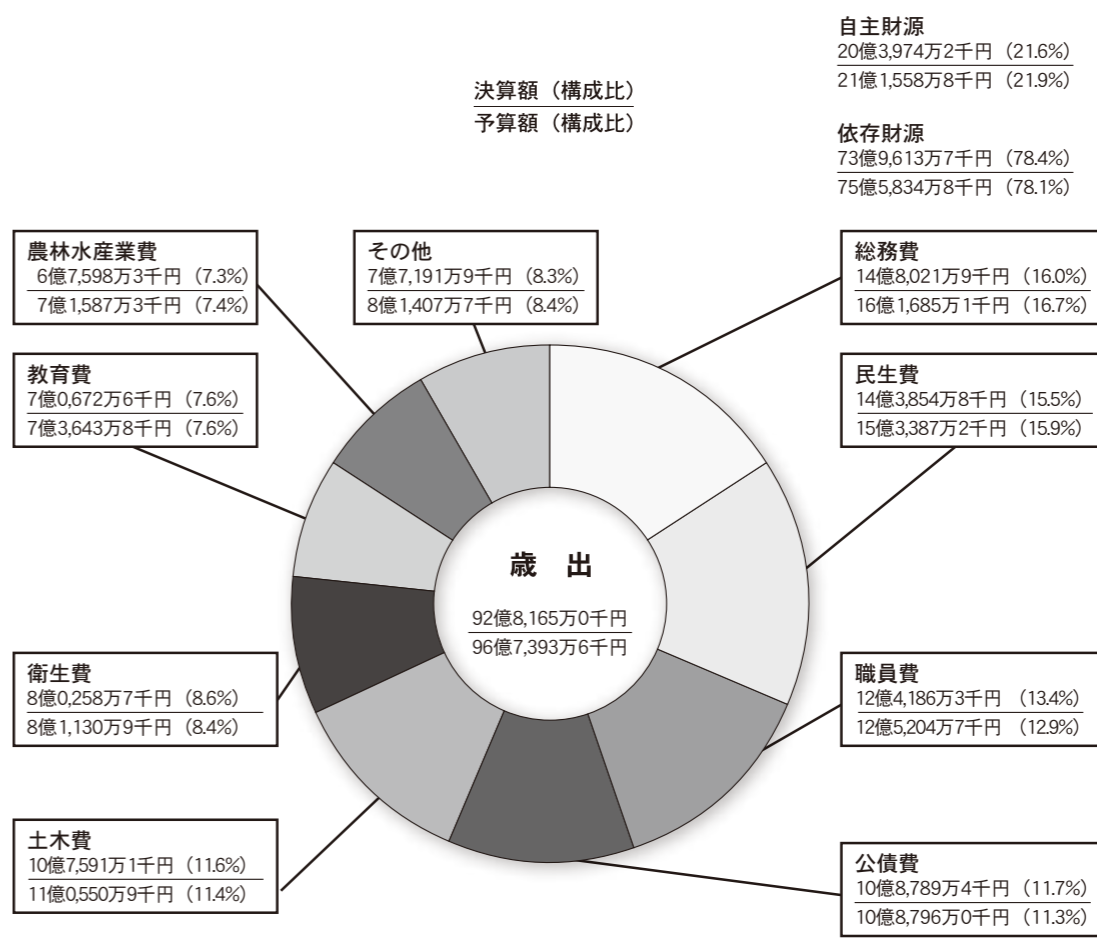 自主財源
20億3,974万2千円（21.6%）
21億1,558万8千円（21.9%）
決算額（構成比）
予算額（構成比）
依存財源
73億9,613万7千円（78.4%）
75億5,834万8千円（78.1%）
農林水産業費
6億7,598万3千円（7.3%）
7億1,587万3千円（7.4%）
その他
7億7,191万9千円（8.3%）
8億1,407万7千円（8.4%）
総務費
14億8,021万9千円（16.0%）
16億1,685万1千円（16.7%）
教育費
7億0,672万6千円（7.6%）
7億3,643万8千円（7.6%）
民生費
14億3,854万8千円（15.5%）
15億3,387万2千円（15.9%）
歳 出
92億8,165万0千円
96億7,393万6千円
衛生費
8億0,258万7千円（8.6%）
8億1,130万9千円（8.4%）
職員費
12億4,186万3千円（13.4%）
12億5,204万7千円（12.9%）
土木費
10億7,591万1千円（11.6%）
11億0,550万9千円（11.4%）
公債費
10億8,789万4千円（11.7%）
10億8,796万0千円（11.3%）